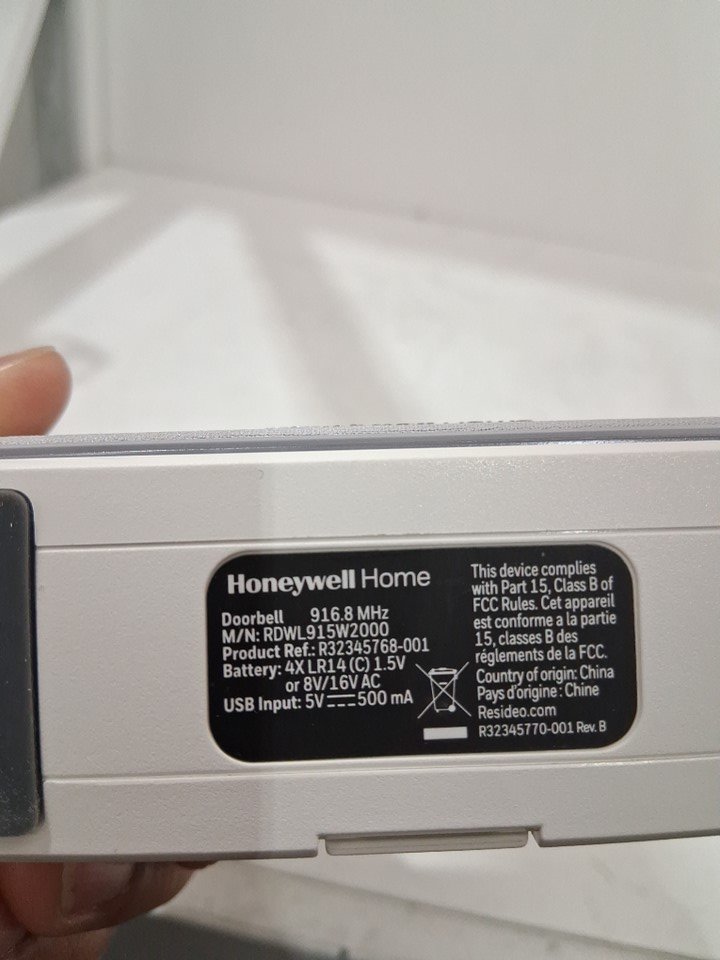 Honeywell Home
Doorbell 916.8 MHz
M/N: RDWL915W2000
Product Ref.: R32345768-001
Battery: 4X LR14 (C) 1.5V
or 8V/16V AC
USB Input: 5V 500 mA
This device complies
with Part 15, Class B of
FCC Rules. Cet appareil
est conforme a la partie
15, classes B des
réglements de la FCC.
Country of origin: China
Pays d'origine : Chine
Resideo.com
R32345770-001 Rev. B